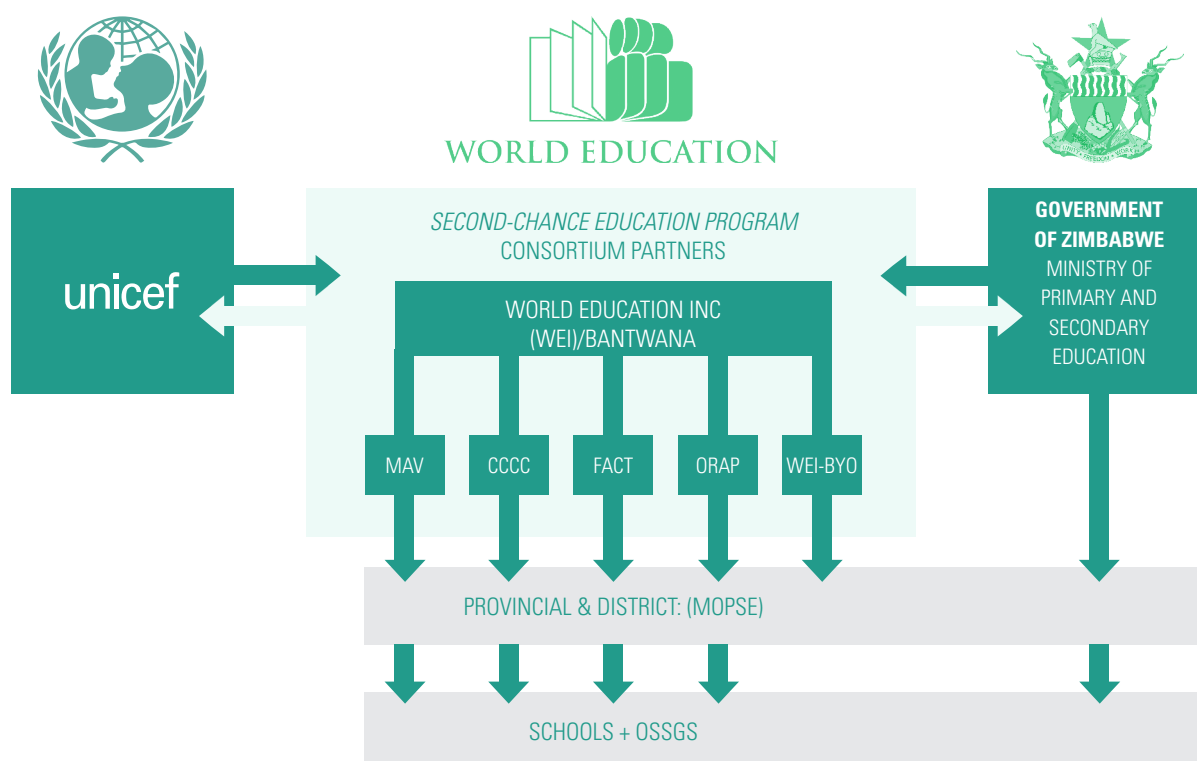 WORLD EDUCATION
unicef
SECOND-CHANCE EDUCATION PROGRAM
CONSORTIUM PARTNERS
WORLD EDUCATION INC
(WEI)/BANTWANA
MAV
CCCC
FACT
ORAP
WEI-BYO
GOVERNMENT
OF ZIMBABWE
MINISTRY OF
PRIMARY AND
SECONDARY
EDUCATION
PROVINCIAL & DISTRICT: (MOPSE)
SCHOOLS + OSSGS